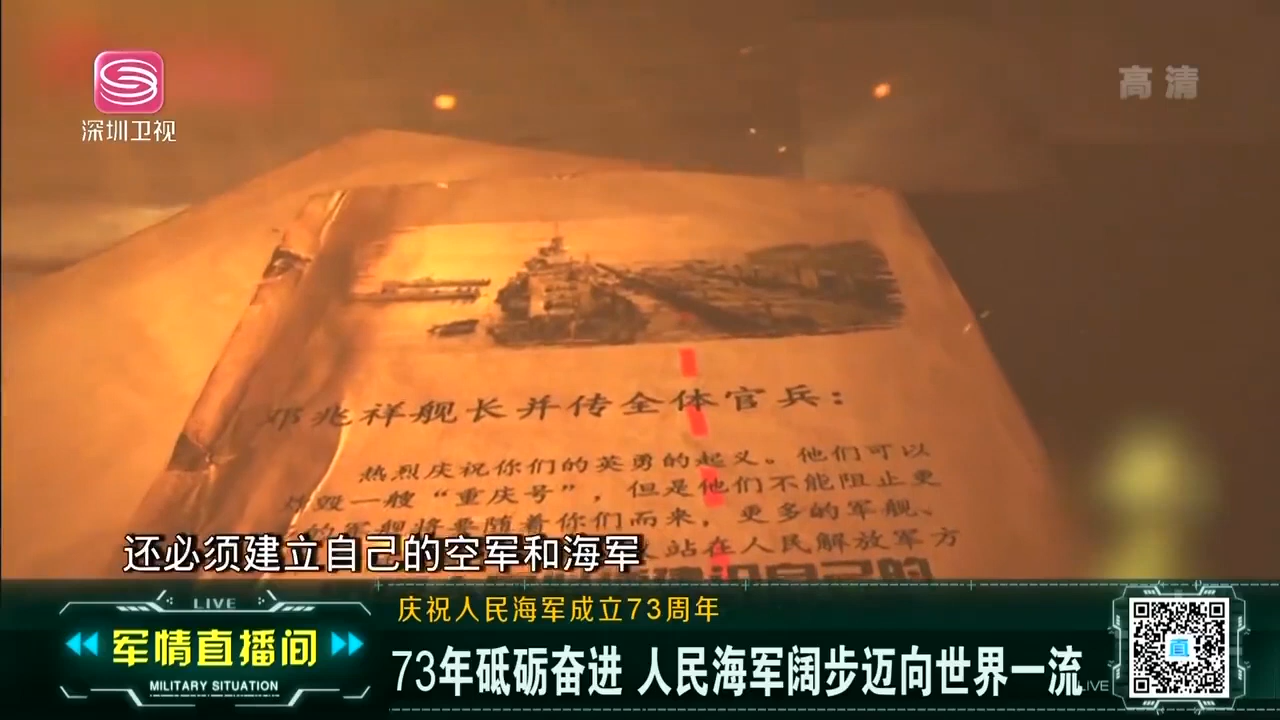 高清
深圳卫视
邓兆祥舰长并传全体官兵：
热烈庆祝你们的英勇的起义。他们可以
炸毁一艘“重庆号”，但是他们不能阻止更
的军舰将要随着你们而来，更多的军舰、
站在人民解放军方
还必须建立自己的空军和海军
LIVE
军情直播间
MILITARY SITUATION
庆祝人民海军成立73周年
73年砥砺奋进 人民海军阔步迈向世界一流
LIVE
直